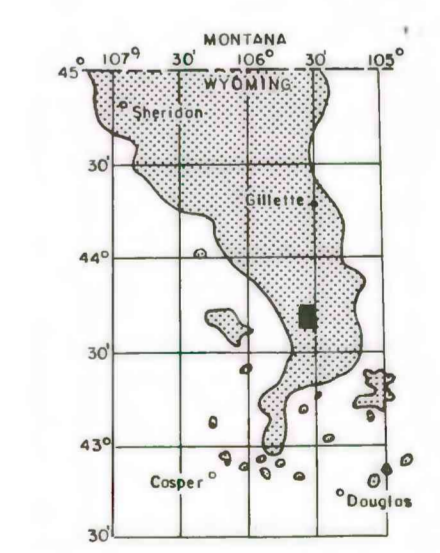 MONTANA
107° 30' 106° 30' 105°
45°
WYOMING
Sheridan
30'
Gillette
44°
30'
43°
Casper
Douglas
30'